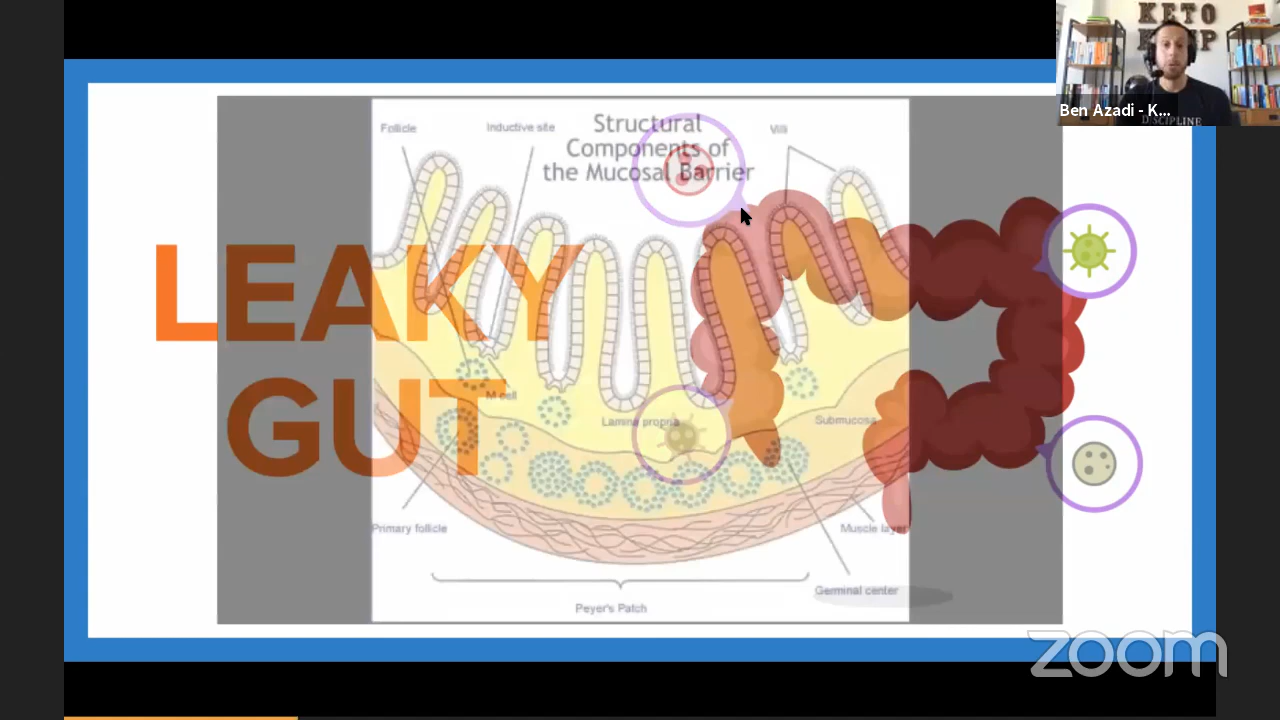 KETO
K MP
DISCIPLINE
Ben Azadi - K...
Structural
Components of
the Mucosal Barrier
Follicle
Inductive site
Villi
LEAKY
GUT
M cell
Lamina propria
Submucosa
Primary follicle
Muscle layer
Germinal center
Peyer's Patch
zoom